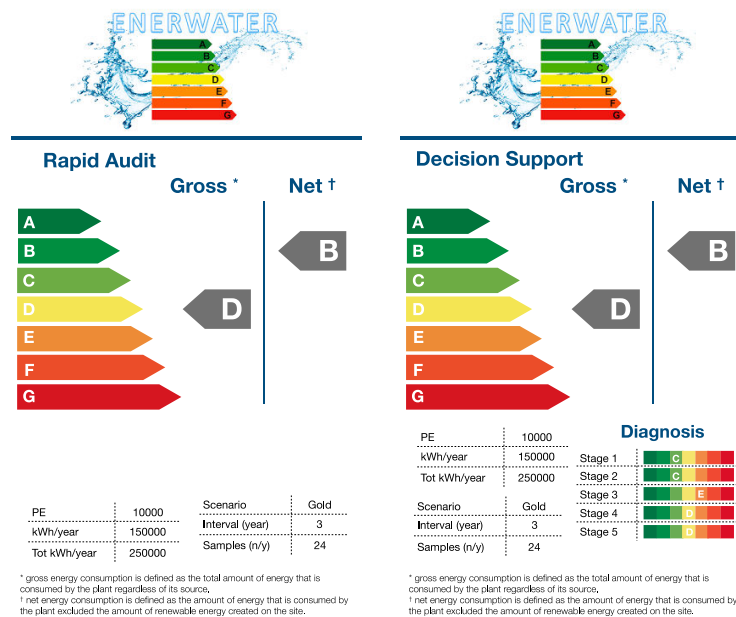 ENERWATER
A
B
C
D
E
F
G
Rapid Audit
Gross * Net †
A
B
C
D
E
F
G
B
D
PE 10000
kWh/year 150000
Tot kWh/year 250000
Scenario Gold
Interval (year) 3
Samples (n/y) 24
* gross energy consumption is defined as the total amount of energy that is
consumed by the plant regardless of its source,
† net energy consumption is defined as the amount of energy that is consumed by
the plant excluded the amount of renewable energy created on the site.
ENERWATER
A
B
C
D
E
F
G
Decision Support
Gross * Net †
A
B
C
D
E
F
G
B
D
PE 10000
kWh/year 150000
Tot kWh/year 250000
Scenario Gold
Interval (year) 3
Samples (n/y) 24
Diagnosis
Stage 1 C
Stage 2 C
Stage 3 E
Stage 4 D
Stage 5 D
* gross energy consumption is defined as the total amount of energy that is
consumed by the plant regardless of its source,
† net energy consumption is defined as the amount of energy that is consumed by
the plant excluded the amount of renewable energy created on the site.